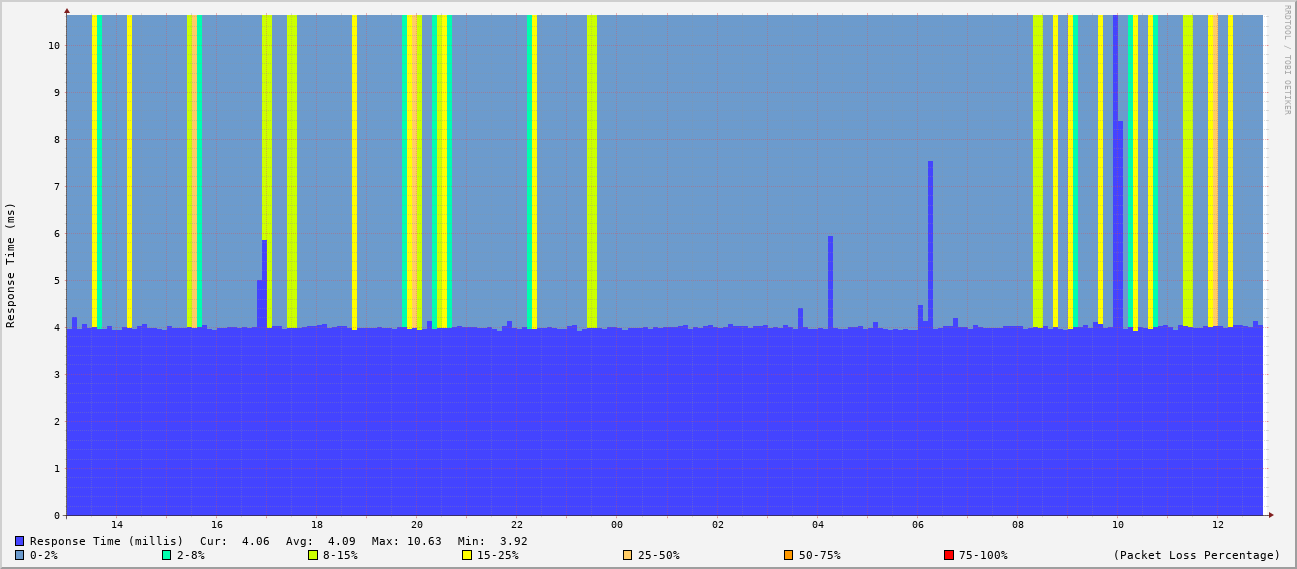 RRDTOOL / TOBI OETIKER
Response Time (ms)
10
9
8
7
6
5
4
3
2
1
0
14 16 18 20 22 00 02 04 06 08 10 12
Response Time (millis) Cur: 4.06 Avg: 4.09 Max: 10.63 Min: 3.92
0-2% 2-8% 8-15% 15-25% 25-50% 50-75% 75-100% (Packet Loss Percentage)